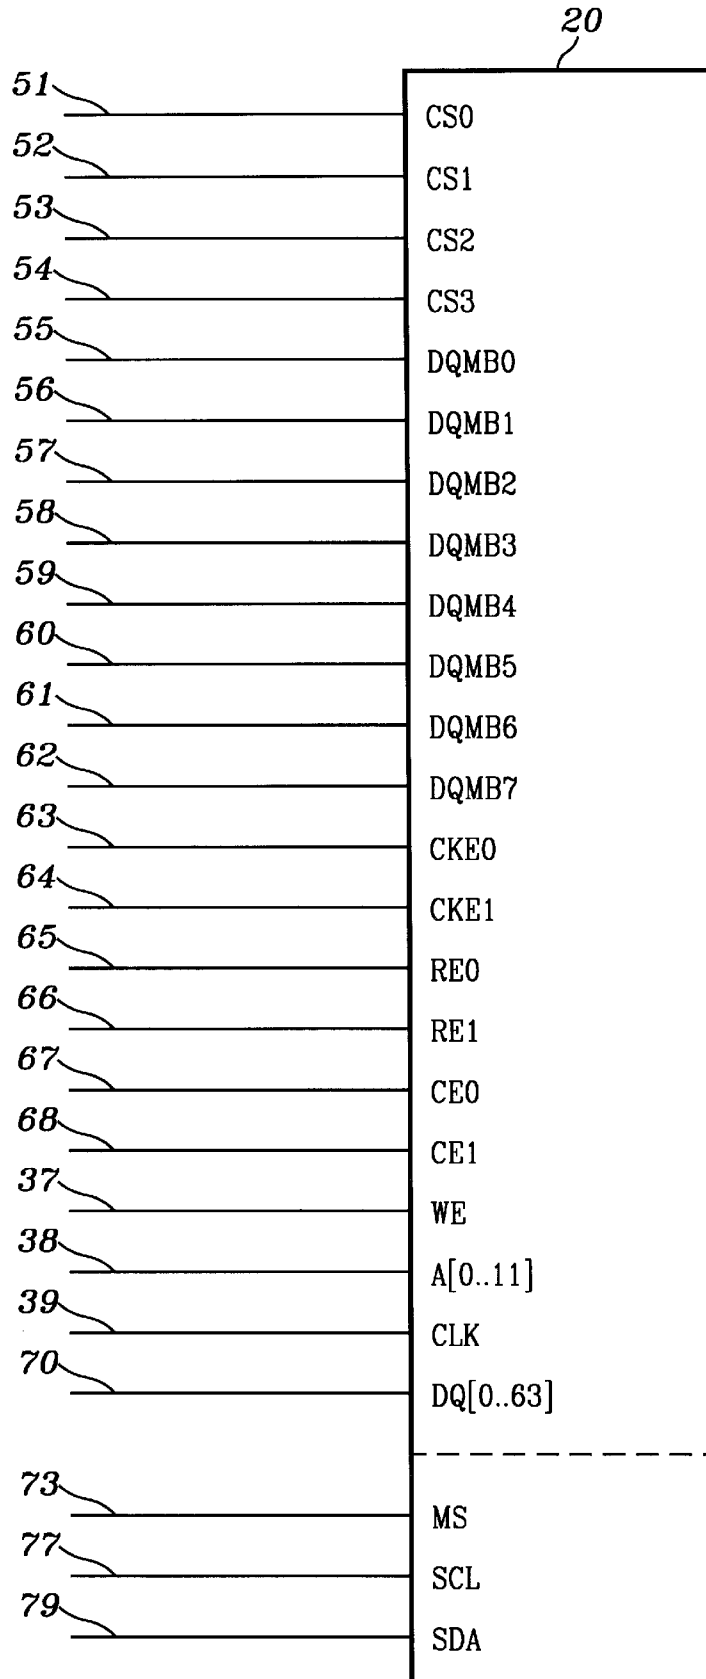 20
51 CS0
52 CS1
53 CS2
54 CS3
55 DQMB0
56 DQMB1
57 DQMB2
58 DQMB3
59 DQMB4
60 DQMB5
61 DQMB6
62 DQMB7
63 CKE0
64 CKE1
65 RE0
66 RE1
67 CE0
68 CE1
37 WE
38 A[0..11]
39 CLK
70 DQ[0..63]
73 MS
77 SCL
79 SDA